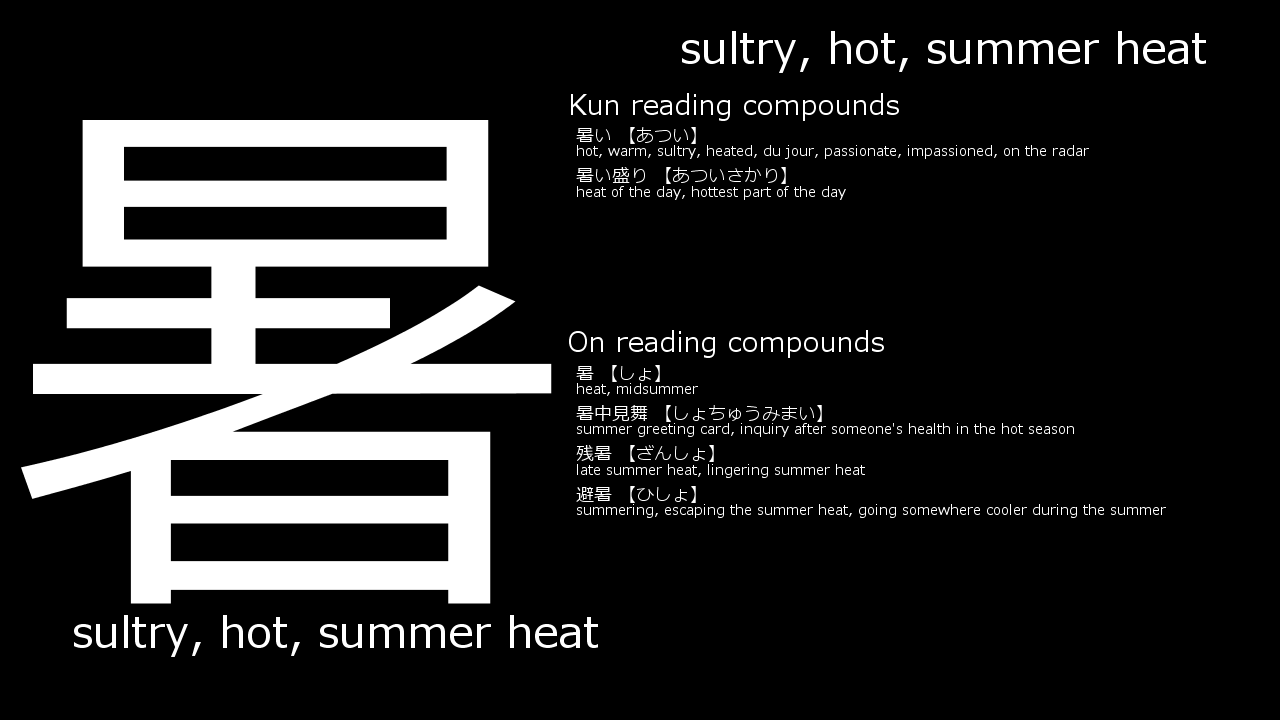 暑
sultry, hot, summer heat
sultry, hot, summer heat
Kun reading compounds
暑い 【あつい】
hot, warm, sultry, heated, du jour, passionate, impassioned, on the radar
暑い盛り 【あついさかり】
heat of the day, hottest part of the day
On reading compounds
暑 【しょ】
heat, midsummer
暑中見舞 【しょちゅうみまい】
summer greeting card, inquiry after someone's health in the hot season
残暑 【ざんしょ】
late summer heat, lingering summer heat
避暑 【ひしょ】
summering, escaping the summer heat, going somewhere cooler during the summer